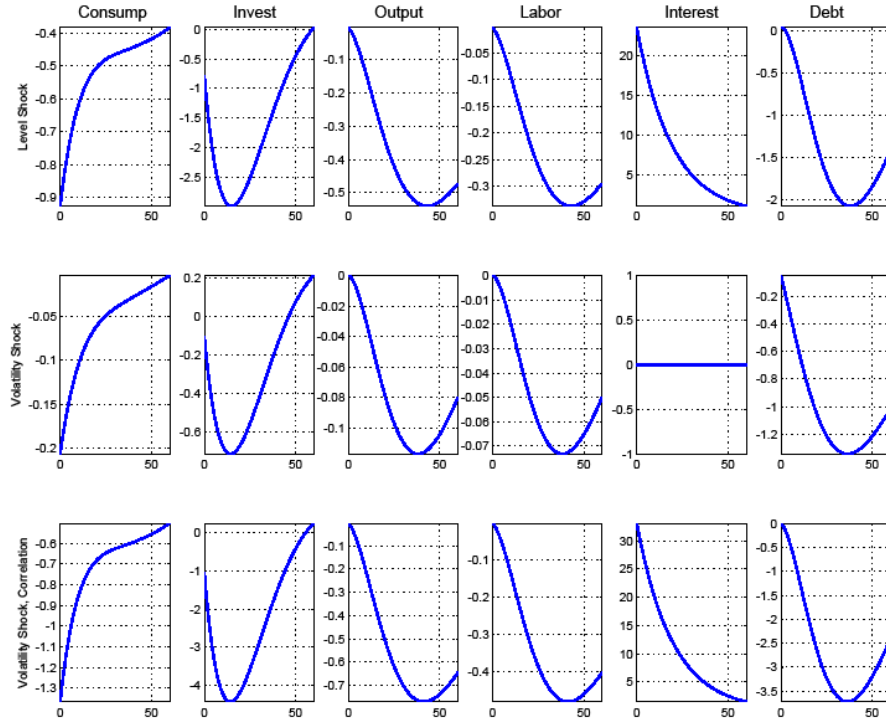 Consump Invest Output Labor Interest Debt
Level Shock
-0.4 -0.5 -0.6 -0.7 -0.8 -0.9
0 50
0 -0.5 -1 -1.5 -2 -2.5
0 50
-0.1 -0.2 -0.3 -0.4 -0.5
0 50
-0.05 -0.1 -0.15 -0.2 -0.25 -0.3
0 50
20 15 10 5
0 50
0 -0.5 -1 -1.5 -2
0 50
Volatility Shock
-0.05 -0.1 -0.15 -0.2
0 50
0.2 0 -0.2 -0.4 -0.6
0 50
0 -0.02 -0.04 -0.06 -0.08 -0.1
0 50
0 -0.01 -0.02 -0.03 -0.04 -0.05 -0.06 -0.07
0 50
1 0.5 0 -0.5 -1
0 50
-0.2 -0.4 -0.6 -0.8 -1 -1.2
0 50
Volatility Shock, Correlation
-0.6 -0.7 -0.8 -0.9 -1 -1.1 -1.2 -1.3
0 50
0 -1 -2 -3 -4
0 50
-0.1 -0.2 -0.3 -0.4 -0.5 -0.6 -0.7
0 50
-0.1 -0.2 -0.3 -0.4
0 50
30 25 20 15 10 5
0 50
0 -0.5 -1 -1.5 -2 -2.5 -3 -3.5
0 50